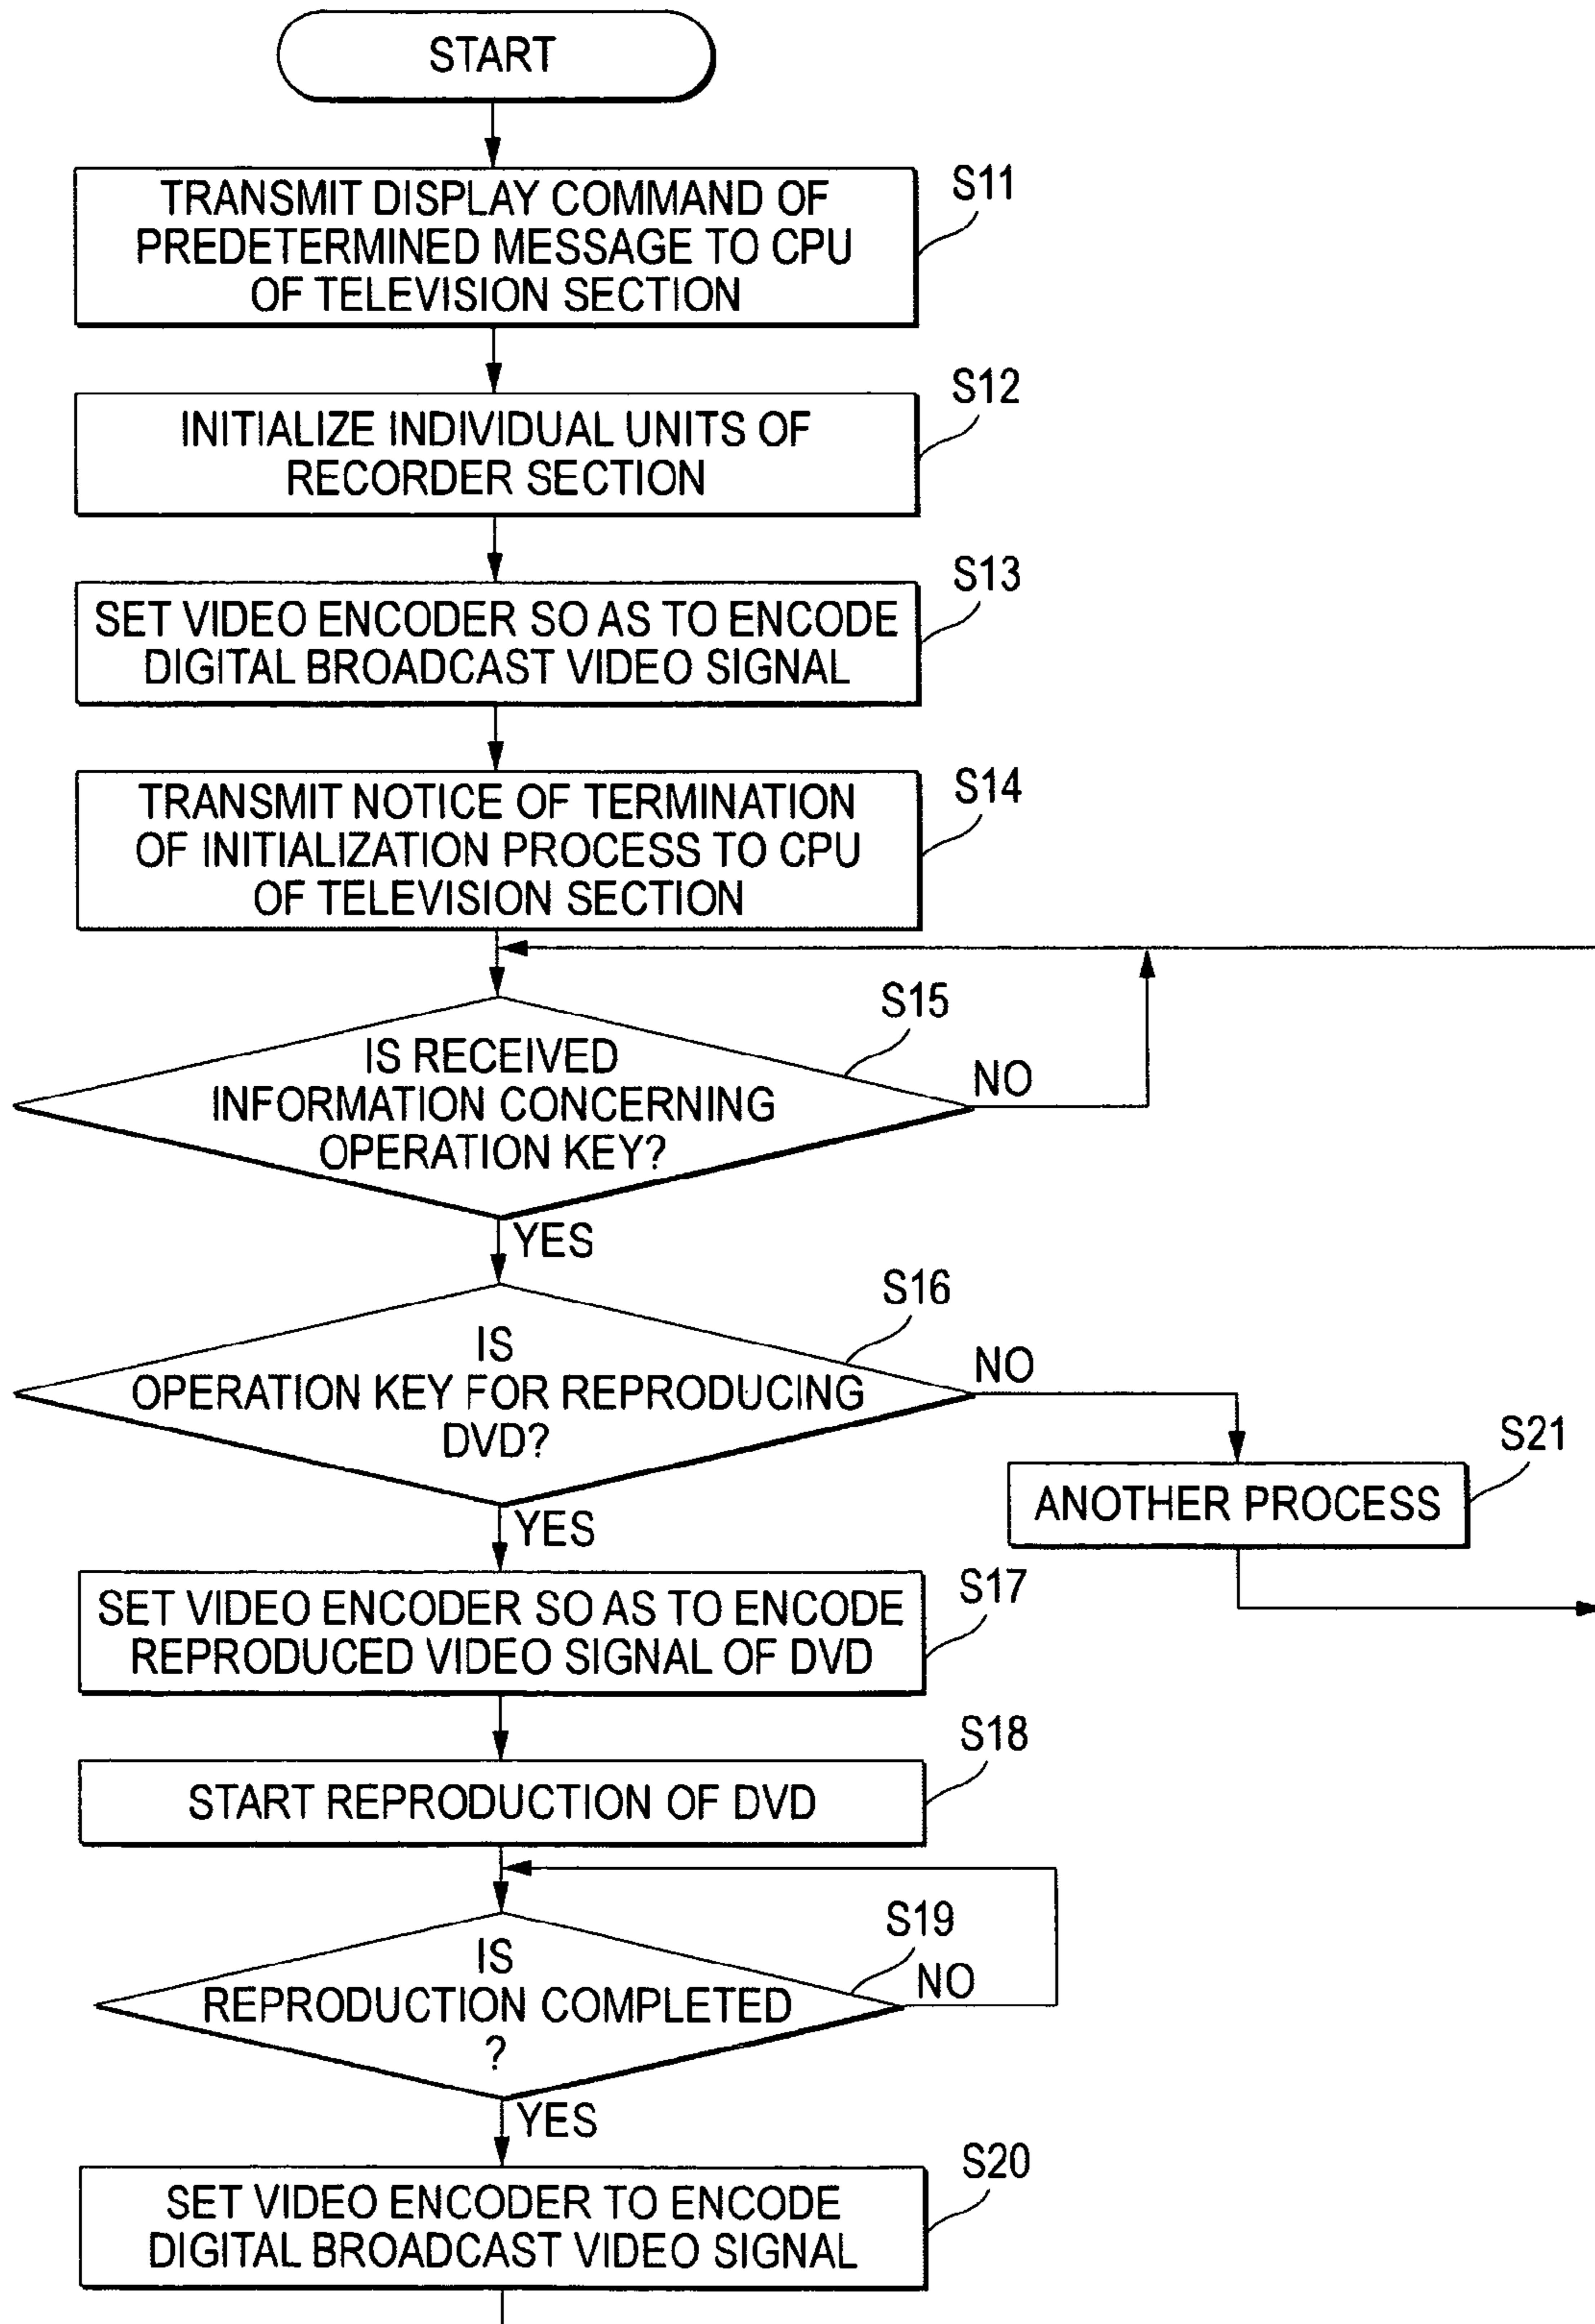 START
TRANSMIT DISPLAY COMMAND OF
PREDETERMINED MESSAGE TO CPU
OF TELEVISION SECTION
S11
INITIALIZE INDIVIDUAL UNITS OF
RECORDER SECTION
S12
SET VIDEO ENCODER SO AS TO ENCODE
DIGITAL BROADCAST VIDEO SIGNAL
S13
TRANSMIT NOTICE OF TERMINATION
OF INITIALIZATION PROCESS TO CPU
OF TELEVISION SECTION
S14
IS RECEIVED
INFORMATION CONCERNING
OPERATION KEY?
S15
NO
YES
IS
OPERATION KEY FOR REPRODUCING
DVD?
S16
NO
YES
ANOTHER PROCESS
S21
SET VIDEO ENCODER SO AS TO ENCODE
REPRODUCED VIDEO SIGNAL OF DVD
S17
START REPRODUCTION OF DVD
S18
IS
REPRODUCTION COMPLETED
?
S19
NO
YES
SET VIDEO ENCODER TO ENCODE
DIGITAL BROADCAST VIDEO SIGNAL
S20